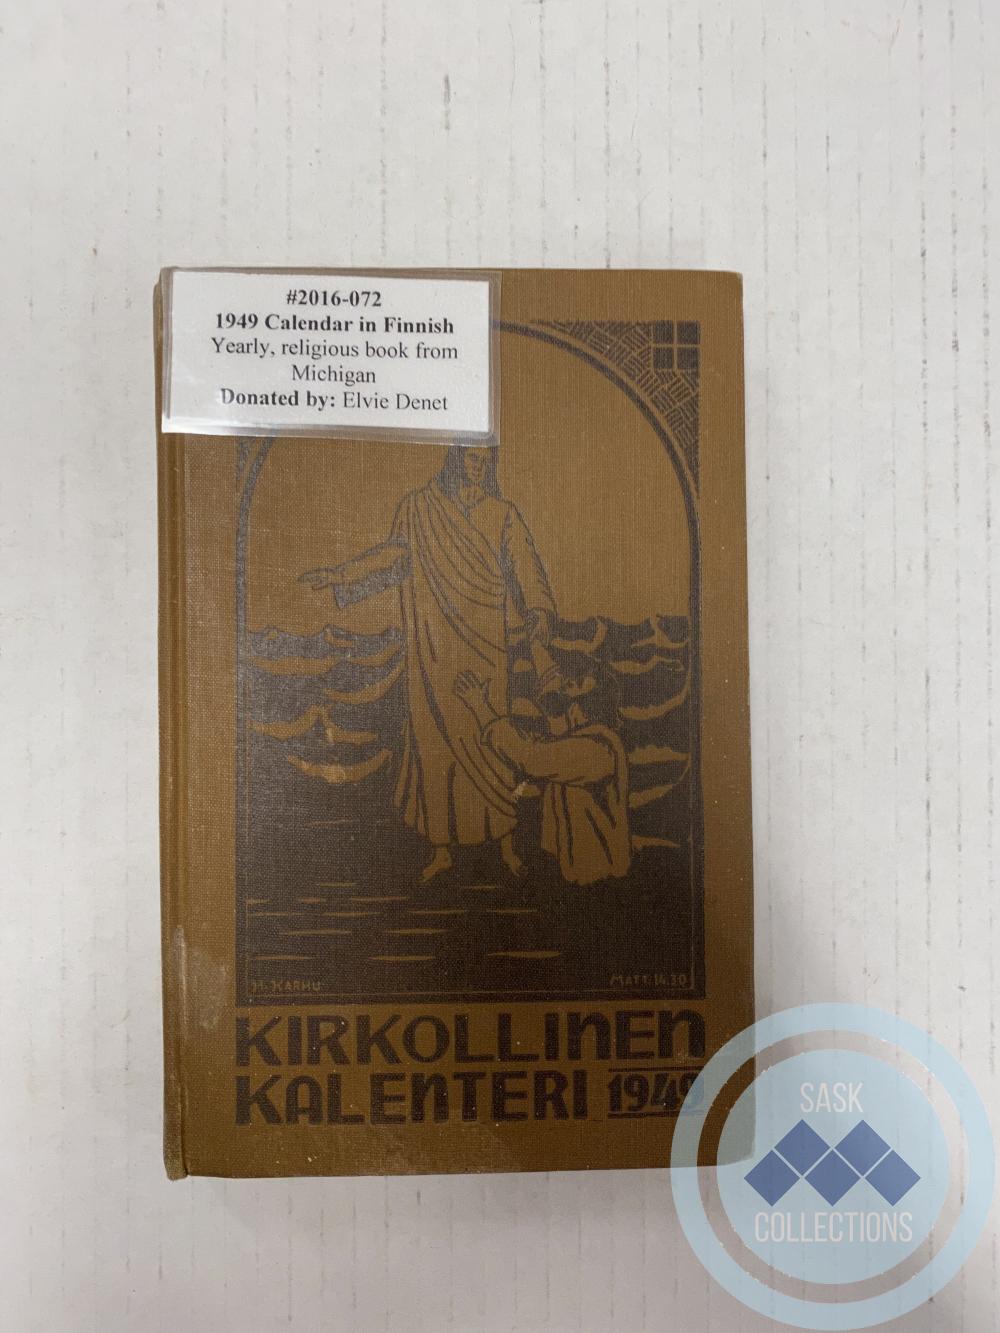 #2016-072
1949 Calendar in Finnish
Yearly, religious book from
Michigan
Donated by: Elvie Denet
H. KARHU
MATT. 14.30
KIRKOLLINEN
KALENTERI 1949
SASK
COLLECTIONS